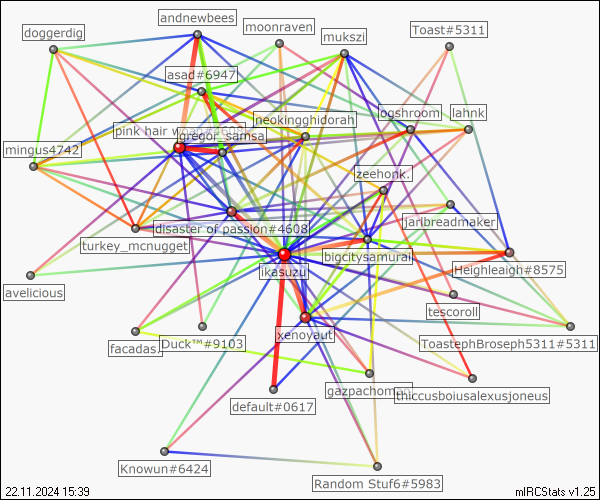 andnewbees
moonraven
doggerdig
mukszi
Toast#5311
asad#6947
ogshroom
lahnk
neokingghidorah
pink hair
gregor_samsa
mingus4742
zeehonk.
disaster of passion#4608
jaribreadmaker
turkey_mcnugget
bigcitysamurai
ikasuzu
Heighleaigh#8575
avelicious
tescoroll
xenoyaut
facadas.
Duck™#9103
ToastephBroseph5311#5311
gazpachoman
thiccusboiusalexusjoneus
default#0617
Knowun#6424
Random Stuf6#5983
22.11.2024 15:39
mIRCStats v1.25